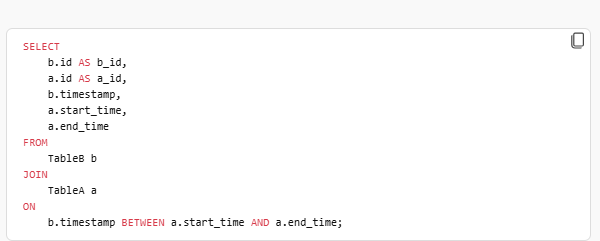 SELECT
    b.id AS b_id,
    a.id AS a_id,
    b.timestamp,
    a.start_time,
    a.end_time
FROM
    TableB b
JOIN
    TableA a
ON
    b.timestamp BETWEEN a.start_time AND a.end_time;